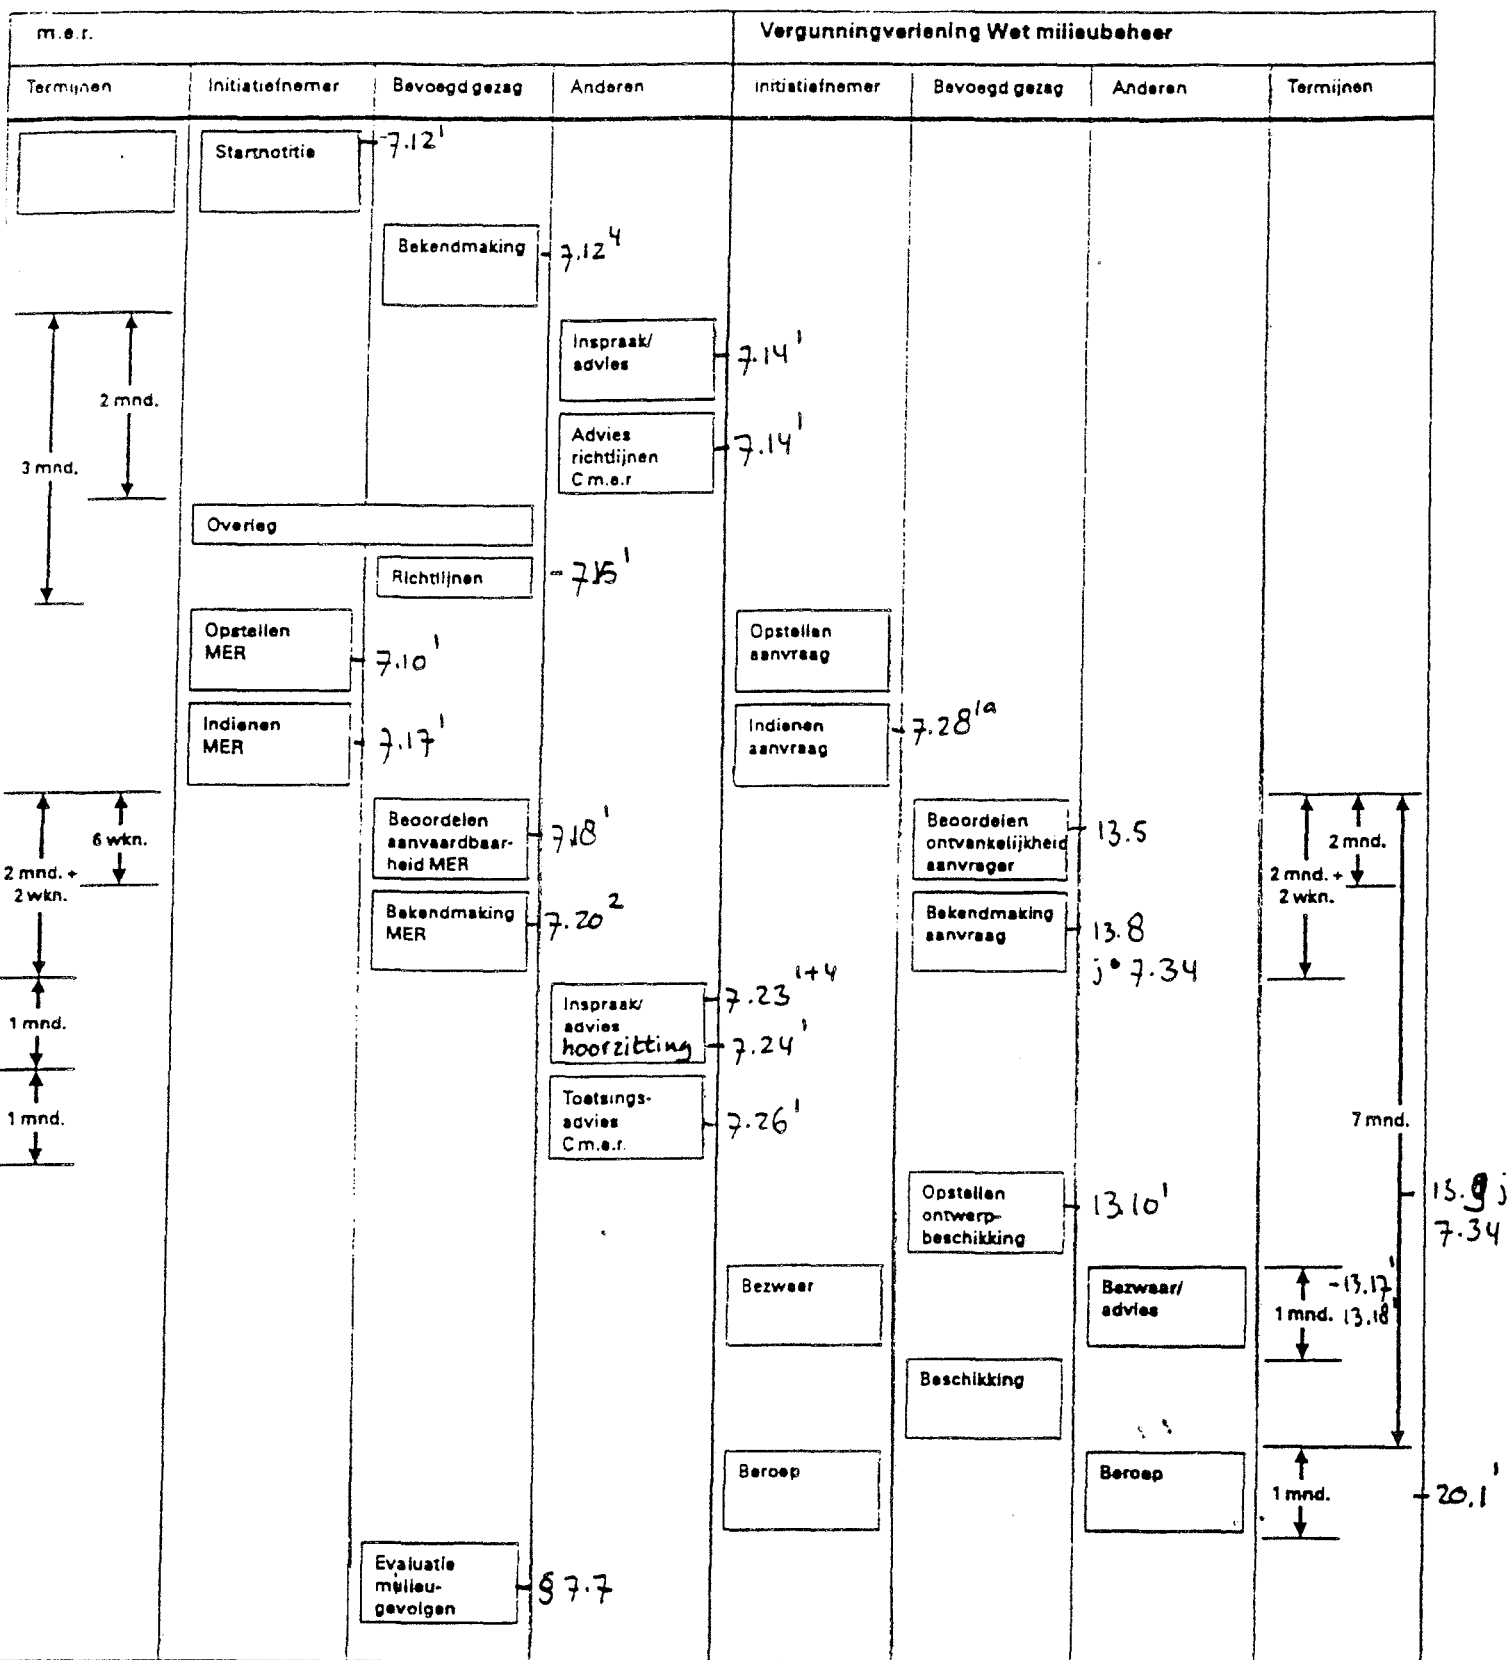 m.e.r.
Vergunningverlening Wet milieubeheer
Termijnen
Initiatiefnemer
Bevoegd gezag
Anderen
Initiatiefnemer
Bevoegd gezag
Anderen
Termijnen
Startnotitie
7.12¹
Bekendmaking
7.12⁴
Inspraak/
advies
7.14¹
2 mnd.
Advies
richtlijnen
C m.e.r
7.14¹
3 mnd.
Overleg
Richtlijnen
7.15¹
Opstellen
MER
7.10¹
Opstellen
aanvraag
Indienen
MER
7.17¹
Indienen
aanvraag
7.28¹ᵃ
6 wkn.
2 mnd. +
2 wkn.
Beoordelen
aanvaardbaar-
heid MER
7.18¹
Beoordelen
ontvankelijkheid
aanvrager
13.5
2 mnd.
2 mnd. +
2 wkn.
Bekendmaking
MER
7.20²
Bekendmaking
aanvraag
13.8
j° 7.34
1 mnd.
Inspraak/
advies
hoorzitting
7.23¹⁺⁴
7.24¹
1 mnd.
Toetsings-
advies
C m.e.r.
7.26¹
7 mnd.
Opstellen
ontwerp-
beschikking
13.10¹
13.9 j
7.34
Bezwaar
Bezwaar/
advies
1 mnd.
13.17¹
13.18¹
Beschikking
Beroep
Beroep
1 mnd.
20.1¹
Evaluatie
milieu-
gevolgen
§ 7.7